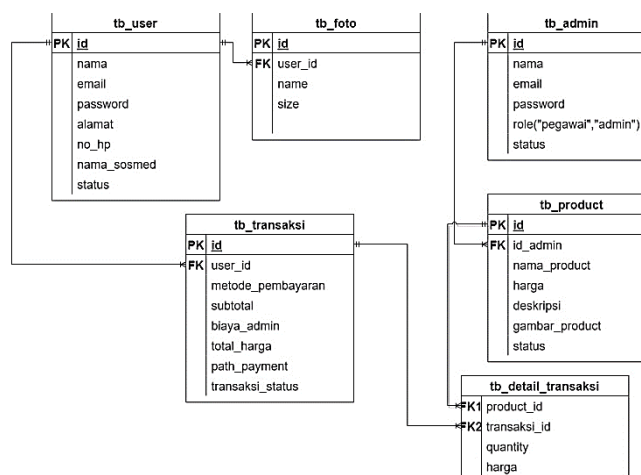 tb_user
PK id
nama
email
password
alamat
no_hp
nama_sosmed
status
tb_foto
PK id
FK user_id
name
size
tb_admin
PK id
nama
email
password
role("pegawai","admin")
status
tb_transaksi
PK id
FK user_id
metode_pembayaran
subtotal
biaya_admin
total_harga
path_payment
transaksi_status
tb_product
PK id
FK id_admin
nama_product
harga
deskripsi
gambar_product
status
tb_detail_transaksi
FK1 product_id
FK2 transaksi_id
quantity
harga